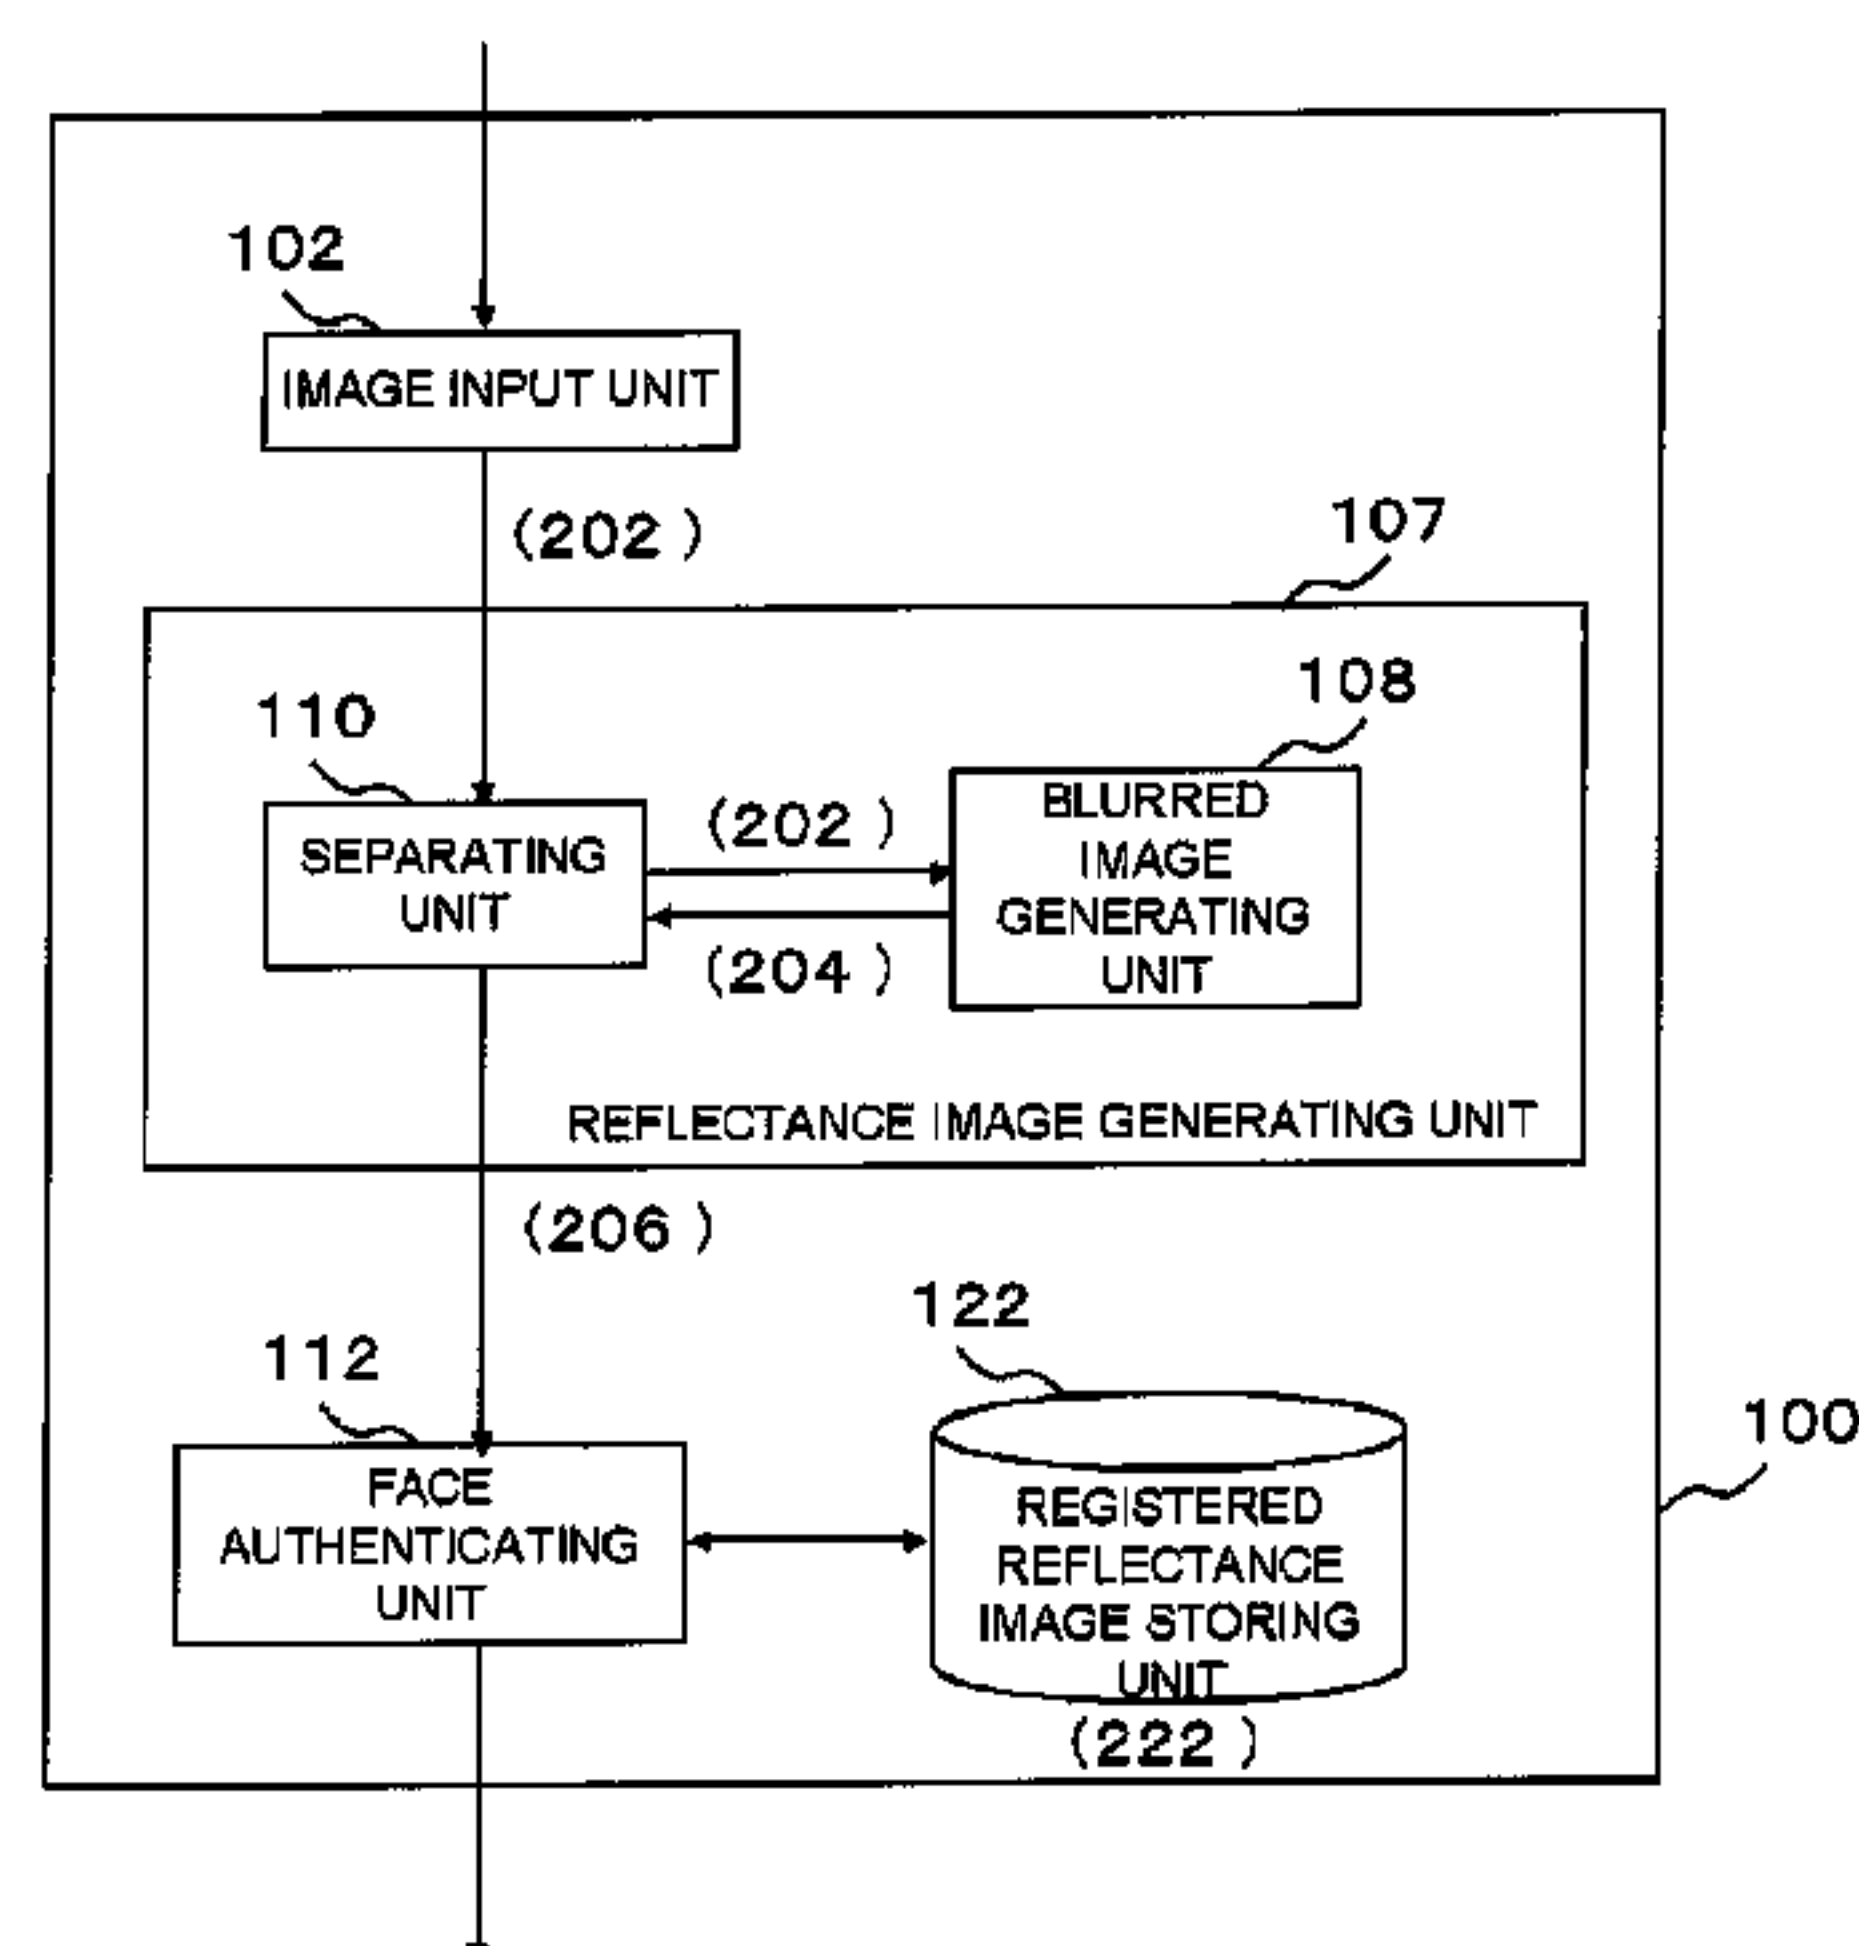 102
IMAGE INPUT UNIT
(202 )
107
108
110
SEPARATING
UNIT
(202 )
(204 )
BLURRED
IMAGE
GENERATING
UNIT
REFLECTANCE IMAGE GENERATING UNIT
(206 )
122
112
100
FACE
AUTHENTICATING
UNIT
REGISTERED
REFLECTANCE
IMAGE STORING
UNIT
(222 )